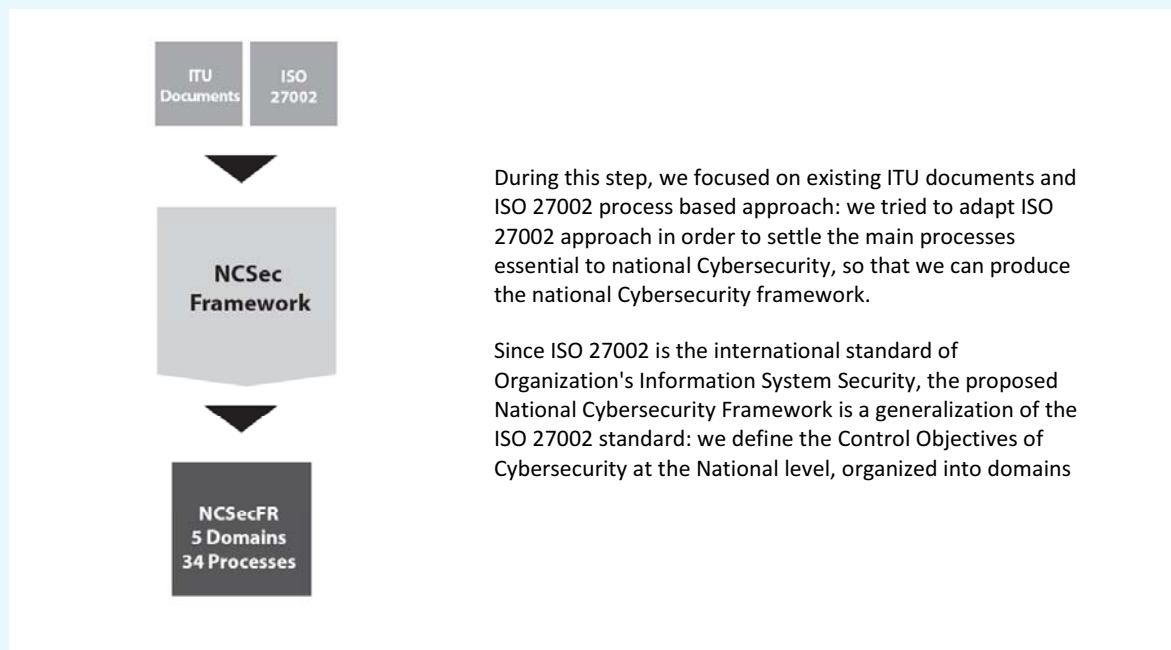 ITU
Documents
ISO
27002
NCSec
Framework
NCSecFR
5 Domains
34 Processes
During this step, we focused on existing ITU documents and
ISO 27002 process based approach: we tried to adapt ISO
27002 approach in order to settle the main processes
essential to national Cybersecurity, so that we can produce
the national Cybersecurity framework.
Since ISO 27002 is the international standard of
Organization's Information System Security, the proposed
National Cybersecurity Framework is a generalization of the
ISO 27002 standard: we define the Control Objectives of
Cybersecurity at the National level, organized into domains